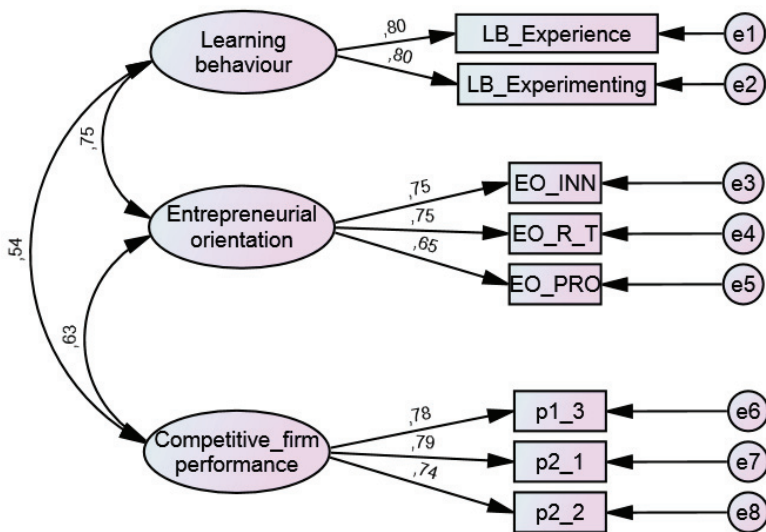 Learning
behaviour
,80
,80
LB_Experience
e1
LB_Experimenting
e2
,75
Entrepreneurial
orientation
,75
,75
,65
EO_INN
e3
EO_R_T
e4
EO_PRO
e5
,54
,63
Competitive_firm
performance
,78
,79
,74
p1_3
e6
p2_1
e7
p2_2
e8